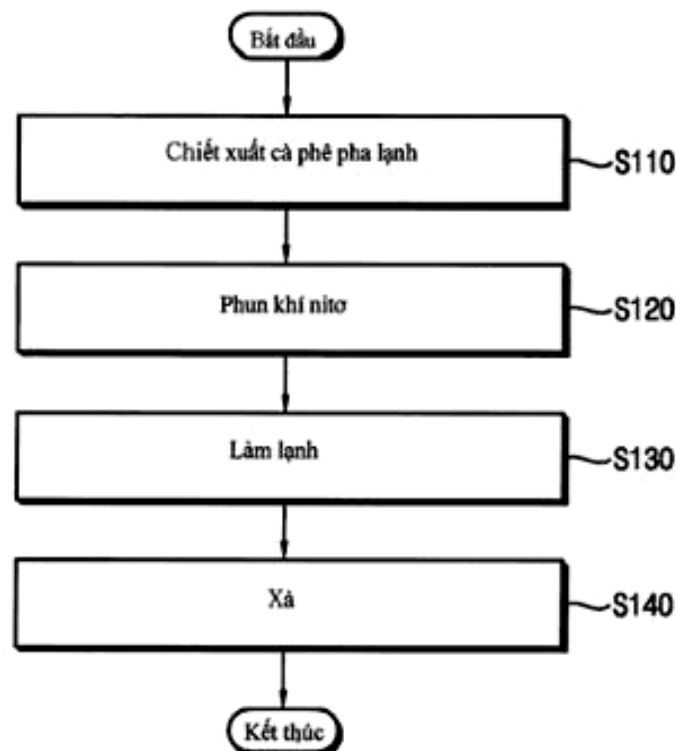 Bắt đầu
Chiết xuất cà phê pha lạnh
S110
Phun khí nitơ
S120
Làm lạnh
S130
Xả
S140
Kết thúc